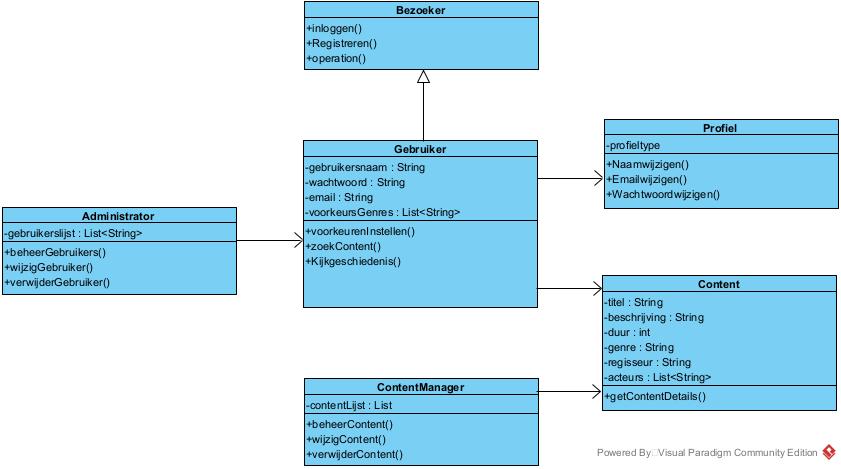 Bezoeker
+inloggen()
+Registreren()
+operation()
Gebruiker
-gebruikersnaam : String
-wachtwoord : String
-email : String
-voorkeursGenres : List<String>
+voorkeurenInstellen()
+zoekContent()
+Kijkgeschiedenis()
Profiel
-profieltype
+Naamwijzigen()
+Emailwijzigen()
+Wachtwoordwijzigen()
Administrator
-gebruikerslijst : List<String>
+beheerGebruikers()
+wijzigGebruiker()
+verwijderGebruiker()
Content
-titel : String
-beschrijving : String
-duur : int
-genre : String
-regisseur : String
-acteurs : List<String>
+getContentDetails()
ContentManager
-contentLijst : List
+beheerContent()
+wijzigContent()
+verwijderContent()
Powered By Visual Paradigm Community Edition